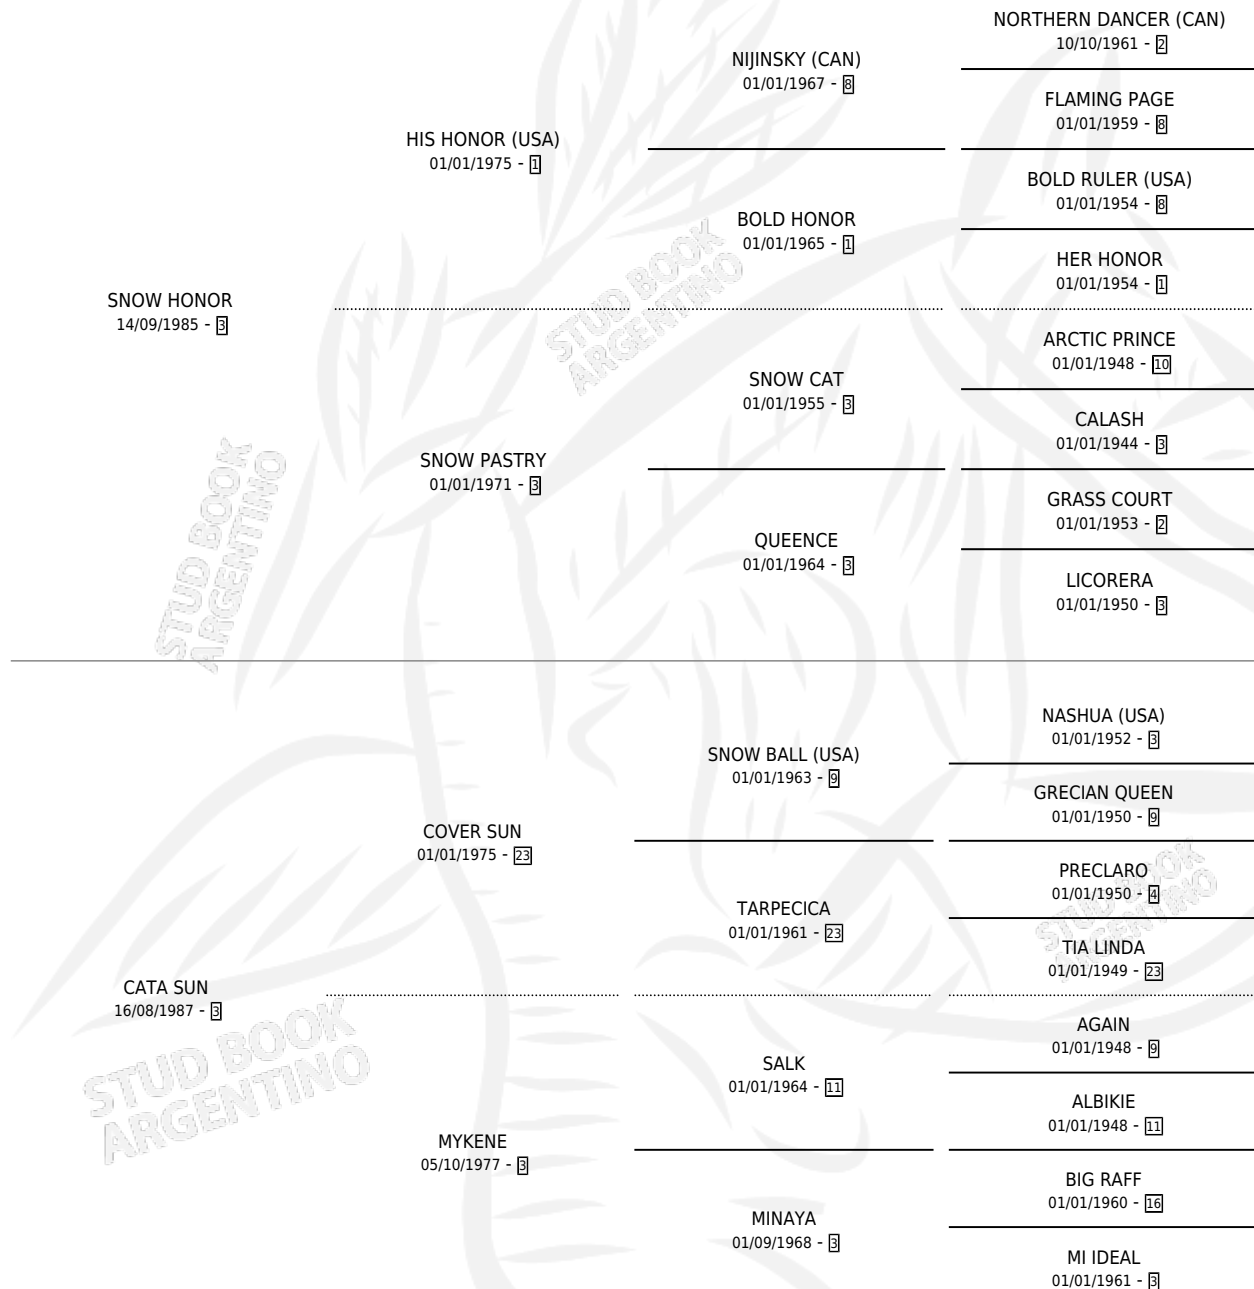 NORTHERN DANCER (CAN)
10/10/1961 - 2
NIJINSKY (CAN)
01/01/1967 - 8
FLAMING PAGE
01/01/1959 - 8
HIS HONOR (USA)
01/01/1975 - 1
BOLD RULER (USA)
01/01/1954 - 8
BOLD HONOR
01/01/1965 - 1
HER HONOR
01/01/1954 - 1
SNOW HONOR
14/09/1985 - 3
STUD BOOK
ARGENTINO
ARCTIC PRINCE
01/01/1948 - 10
SNOW CAT
01/01/1955 - 3
CALASH
01/01/1944 - 3
SNOW PASTRY
01/01/1971 - 3
GRASS COURT
01/01/1953 - 2
QUEENCE
01/01/1964 - 3
LICORERA
01/01/1950 - 3
STUD BOOK
ARGENTINO
NASHUA (USA)
01/01/1952 - 3
SNOW BALL (USA)
01/01/1963 - 9
GRECIAN QUEEN
01/01/1950 - 9
COVER SUN
01/01/1975 - 23
PRECLARO
01/01/1950 - 4
TARPECICA
01/01/1961 - 23
TIA LINDA
01/01/1949 - 23
STUD BOOK
ARGENTINO
CATA SUN
16/08/1987 - 3
AGAIN
01/01/1948 - 9
SALK
01/01/1964 - 11
ALBIKIE
01/01/1948 - 11
STUD BOOK
ARGENTINO
MYKENE
05/10/1977 - 3
BIG RAFF
01/01/1960 - 16
MINAYA
01/09/1968 - 3
MI IDEAL
01/01/1961 - 3